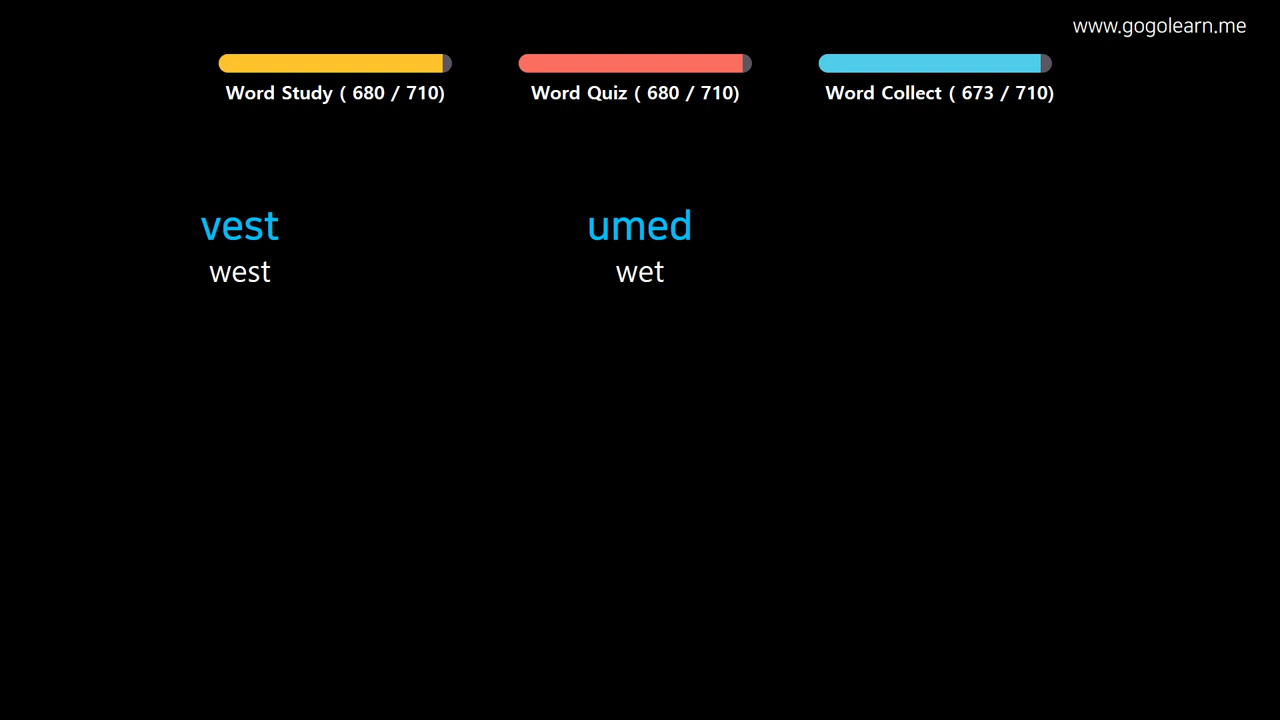 www.gogolearn.me
Word Study ( 680 / 710)
Word Quiz ( 680 / 710)
Word Collect ( 673 / 710)
vest
west
umed
wet